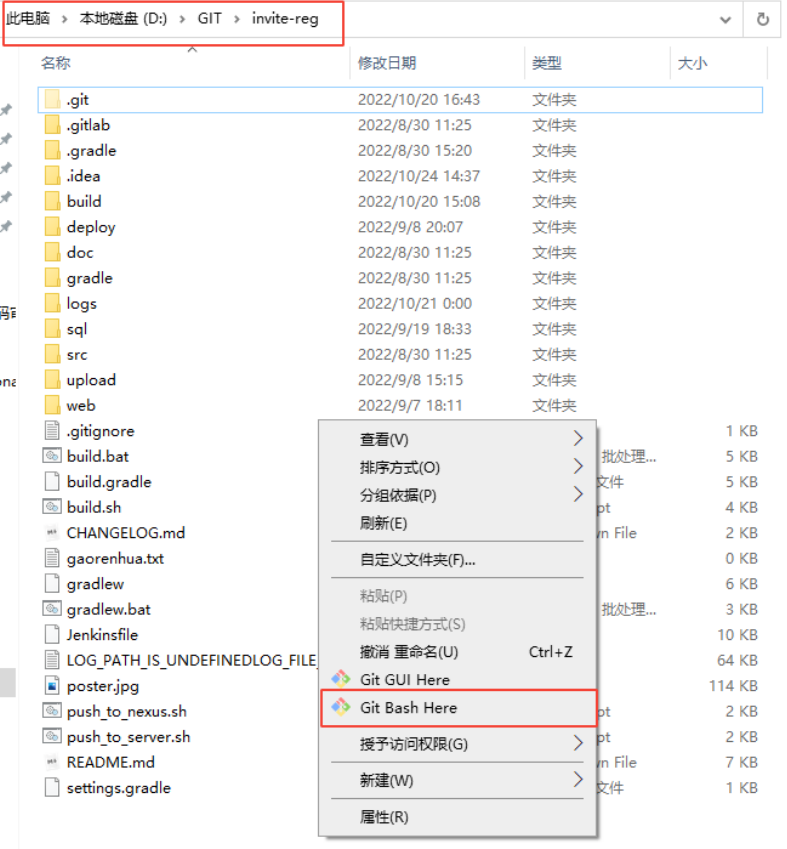 此电脑 > 本地磁盘 (D:) > GIT > invite-reg
名称 修改日期 类型 大小
.git 2022/10/20 16:43 文件夹
.gitlab 2022/8/30 11:25 文件夹
.gradle 2022/8/30 15:20 文件夹
.idea 2022/10/24 14:37 文件夹
build 2022/10/20 15:08 文件夹
deploy 2022/9/8 20:07 文件夹
doc 2022/8/30 11:25 文件夹
gradle 2022/8/30 11:25 文件夹
logs 2022/10/21 0:00 文件夹
sql 2022/9/19 18:33 文件夹
src 2022/8/30 11:25 文件夹
upload 2022/9/8 15:15 文件夹
web 2022/9/7 18:11 文件夹
.gitignore 1 KB
build.bat 批处理... 5 KB
build.gradle 文件 5 KB
build.sh pt 4 KB
CHANGELOG.md wn File 2 KB
gaorenhua.txt 0 KB
gradlew 6 KB
gradlew.bat 批处理... 3 KB
Jenkinsfile 10 KB
LOG_PATH_IS_UNDEFINEDLOG_FILE_ 64 KB
poster.jpg 114 KB
push_to_nexus.sh pt 2 KB
push_to_server.sh pt 2 KB
README.md wn File 7 KB
settings.gradle 文件 1 KB
查看(V)
排序方式(O)
分组依据(P)
刷新(E)
自定义文件夹(F)...
粘贴(P)
粘贴快捷方式(S)
撤消 重命名(U) Ctrl+Z
Git GUI Here
Git Bash Here
授予访问权限(G)
新建(W)
属性(R)